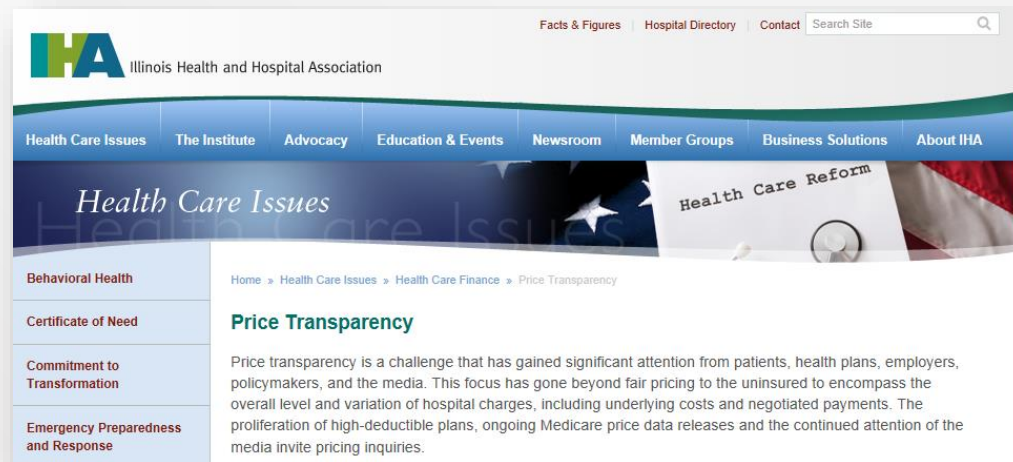 Facts & Figures
Hospital Directory
Contact
Search Site
IHA
Illinois Health and Hospital Association
Health Care Issues
The Institute
Advocacy
Education & Events
Newsroom
Member Groups
Business Solutions
About IHA
Health Care Issues
Health Care Issues
Health Care Reform
Behavioral Health
Certificate of Need
Commitment to
Transformation
Emergency Preparedness
and Response
Home » Health Care Issues » Health Care Finance » Price Transparency
Price Transparency
Price transparency is a challenge that has gained significant attention from patients, health plans, employers,
policymakers, and the media. This focus has gone beyond fair pricing to the uninsured to encompass the
overall level and variation of hospital charges, including underlying costs and negotiated payments. The
proliferation of high-deductible plans, ongoing Medicare price data releases and the continued attention of the
media invite pricing inquiries.